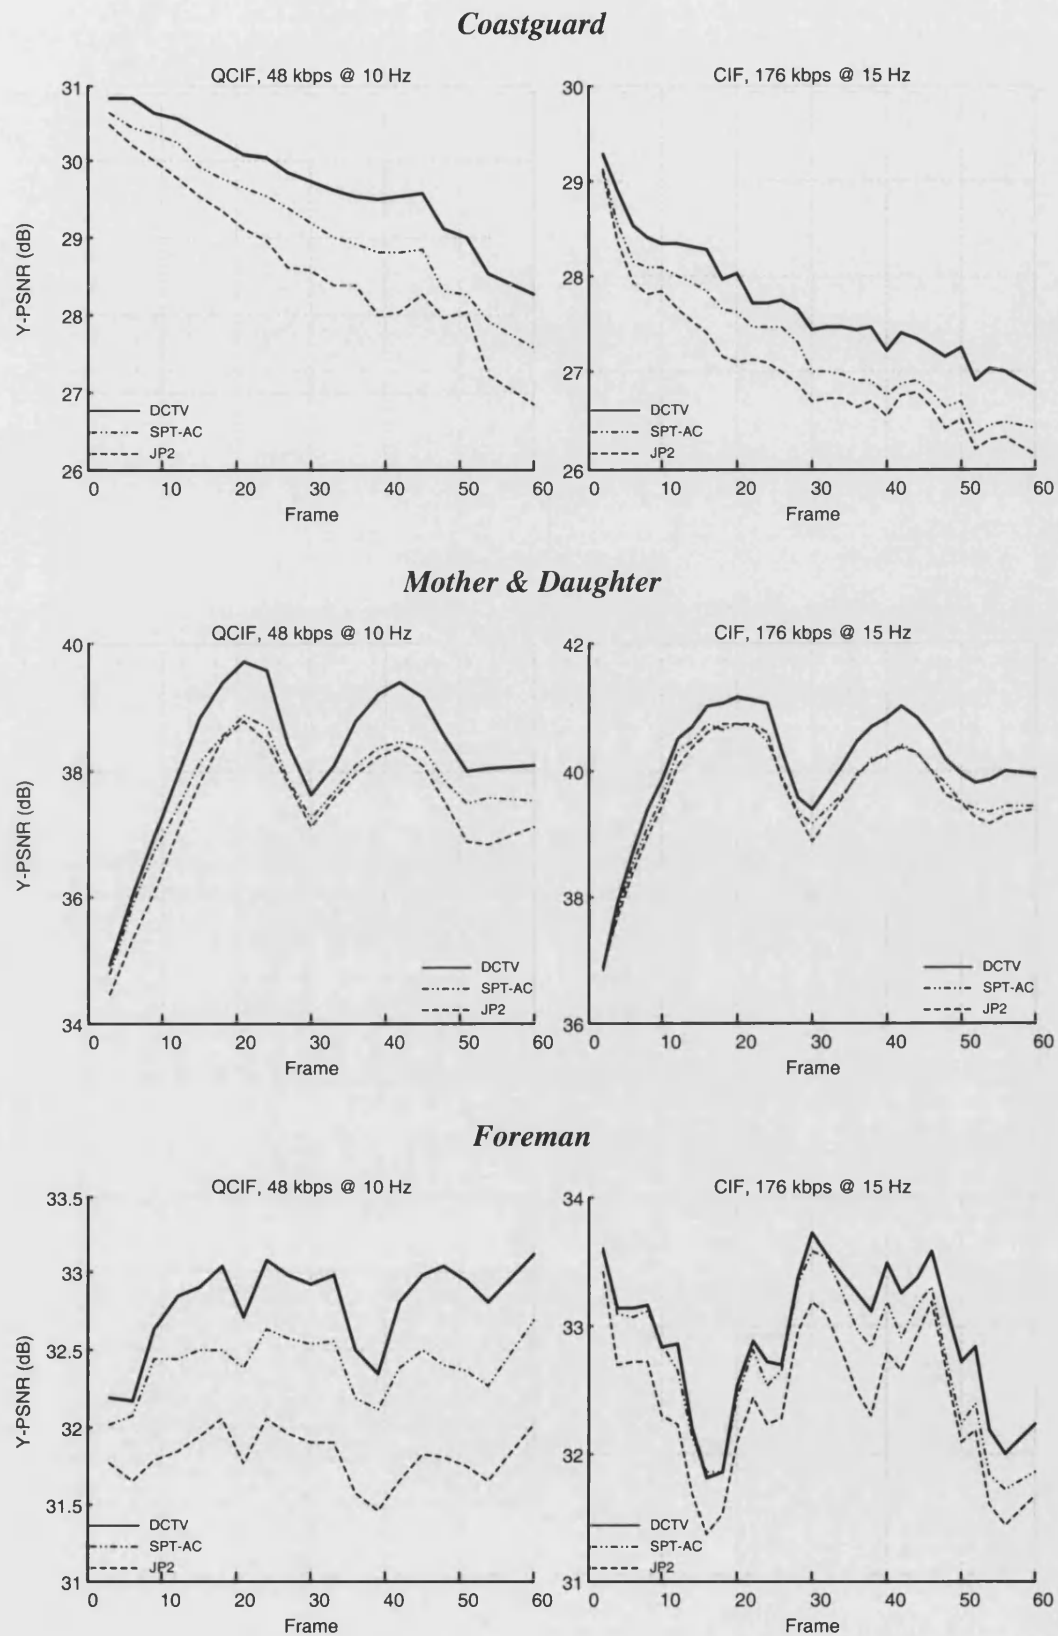 Coastguard
QCIF, 48 kbps @ 10 Hz
31
30
29
28
27
26
Y-PSNR (dB)
DCTV
SPT-AC
JP2
0 10 20 30 40 50 60
Frame
CIF, 176 kbps @ 15 Hz
30
29
28
27
26
DCTV
SPT-AC
JP2
0 10 20 30 40 50 60
Frame
Mother & Daughter
QCIF, 48 kbps @ 10 Hz
40
38
36
34
Y-PSNR (dB)
DCTV
SPT-AC
JP2
0 10 20 30 40 50 60
Frame
CIF, 176 kbps @ 15 Hz
42
40
38
36
DCTV
SPT-AC
JP2
0 10 20 30 40 50 60
Frame
Foreman
QCIF, 48 kbps @ 10 Hz
33.5
33
32.5
32
31.5
31
Y-PSNR (dB)
DCTV
SPT-AC
JP2
0 10 20 30 40 50 60
Frame
CIF, 176 kbps @ 15 Hz
34
33
32
31
DCTV
SPT-AC
JP2
0 10 20 30 40 50 60
Frame